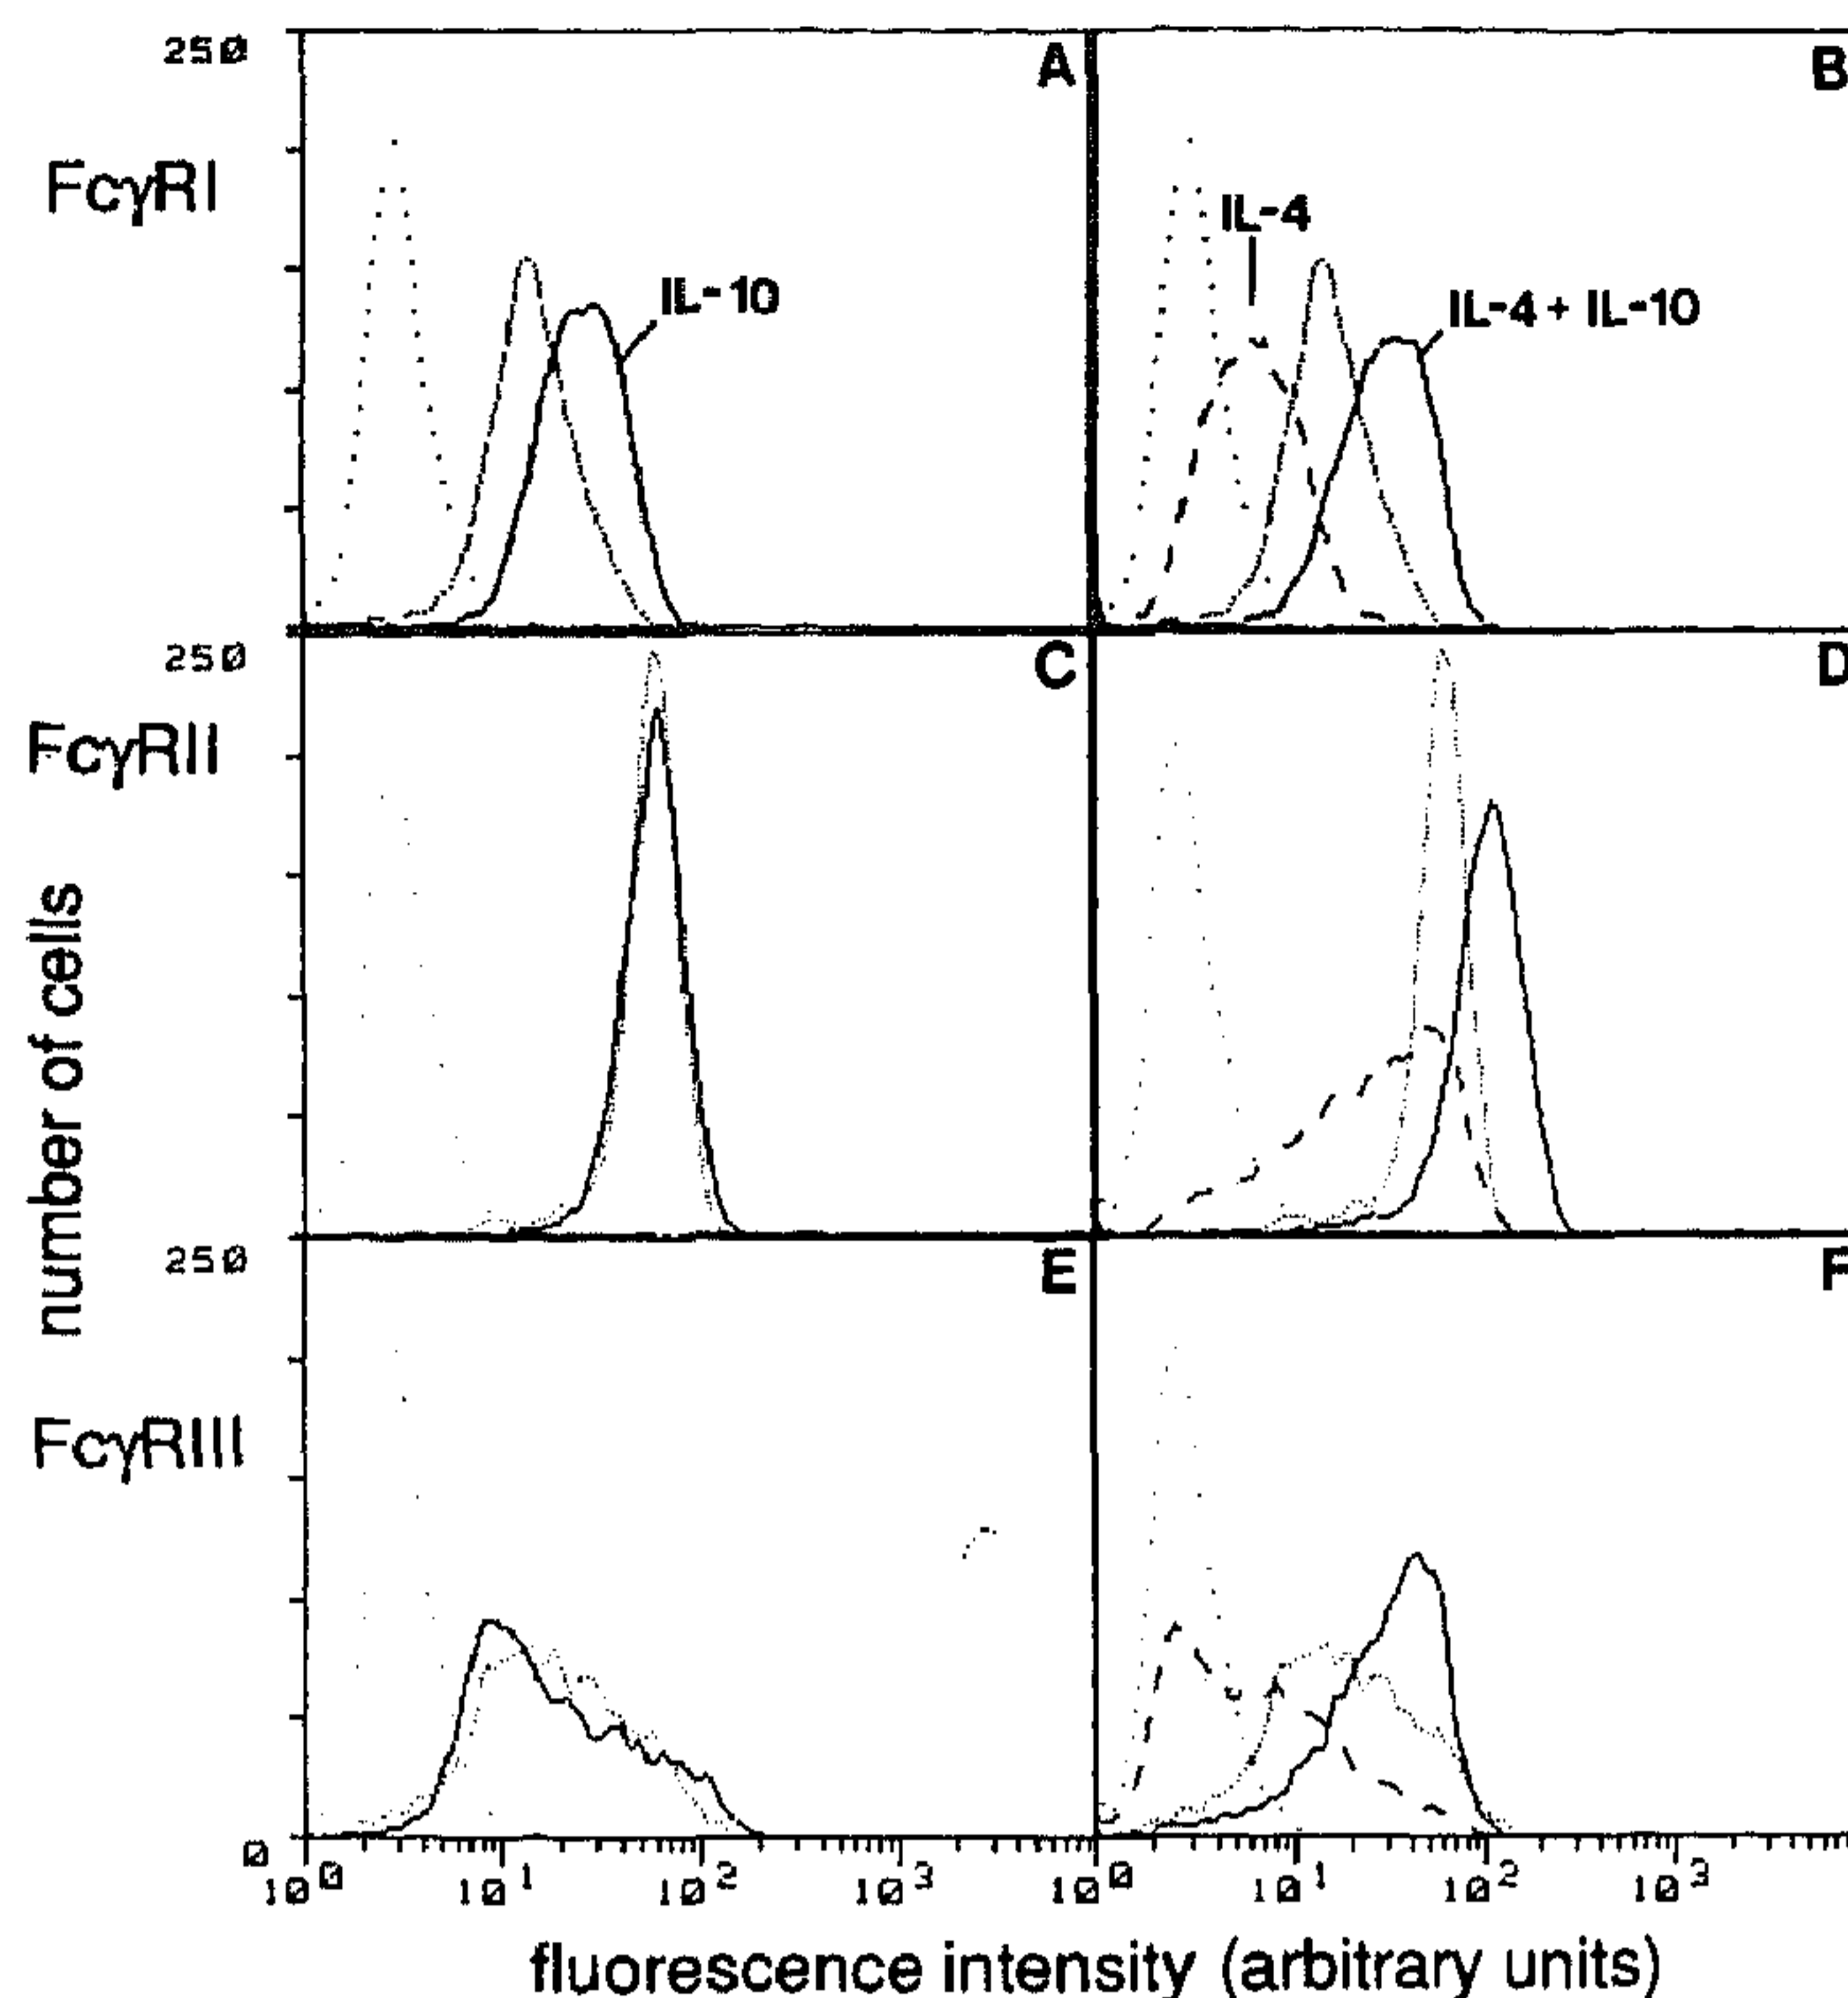 250
A
B
FcγRI
IL-10
IL-4
IL-4 + IL-10
250
C
D
FcγRII
number of cells
250
E
F
FcγRIII
0
10⁰ 10¹ 10² 10³
10⁰ 10¹ 10² 10³
fluorescence intensity (arbitrary units)